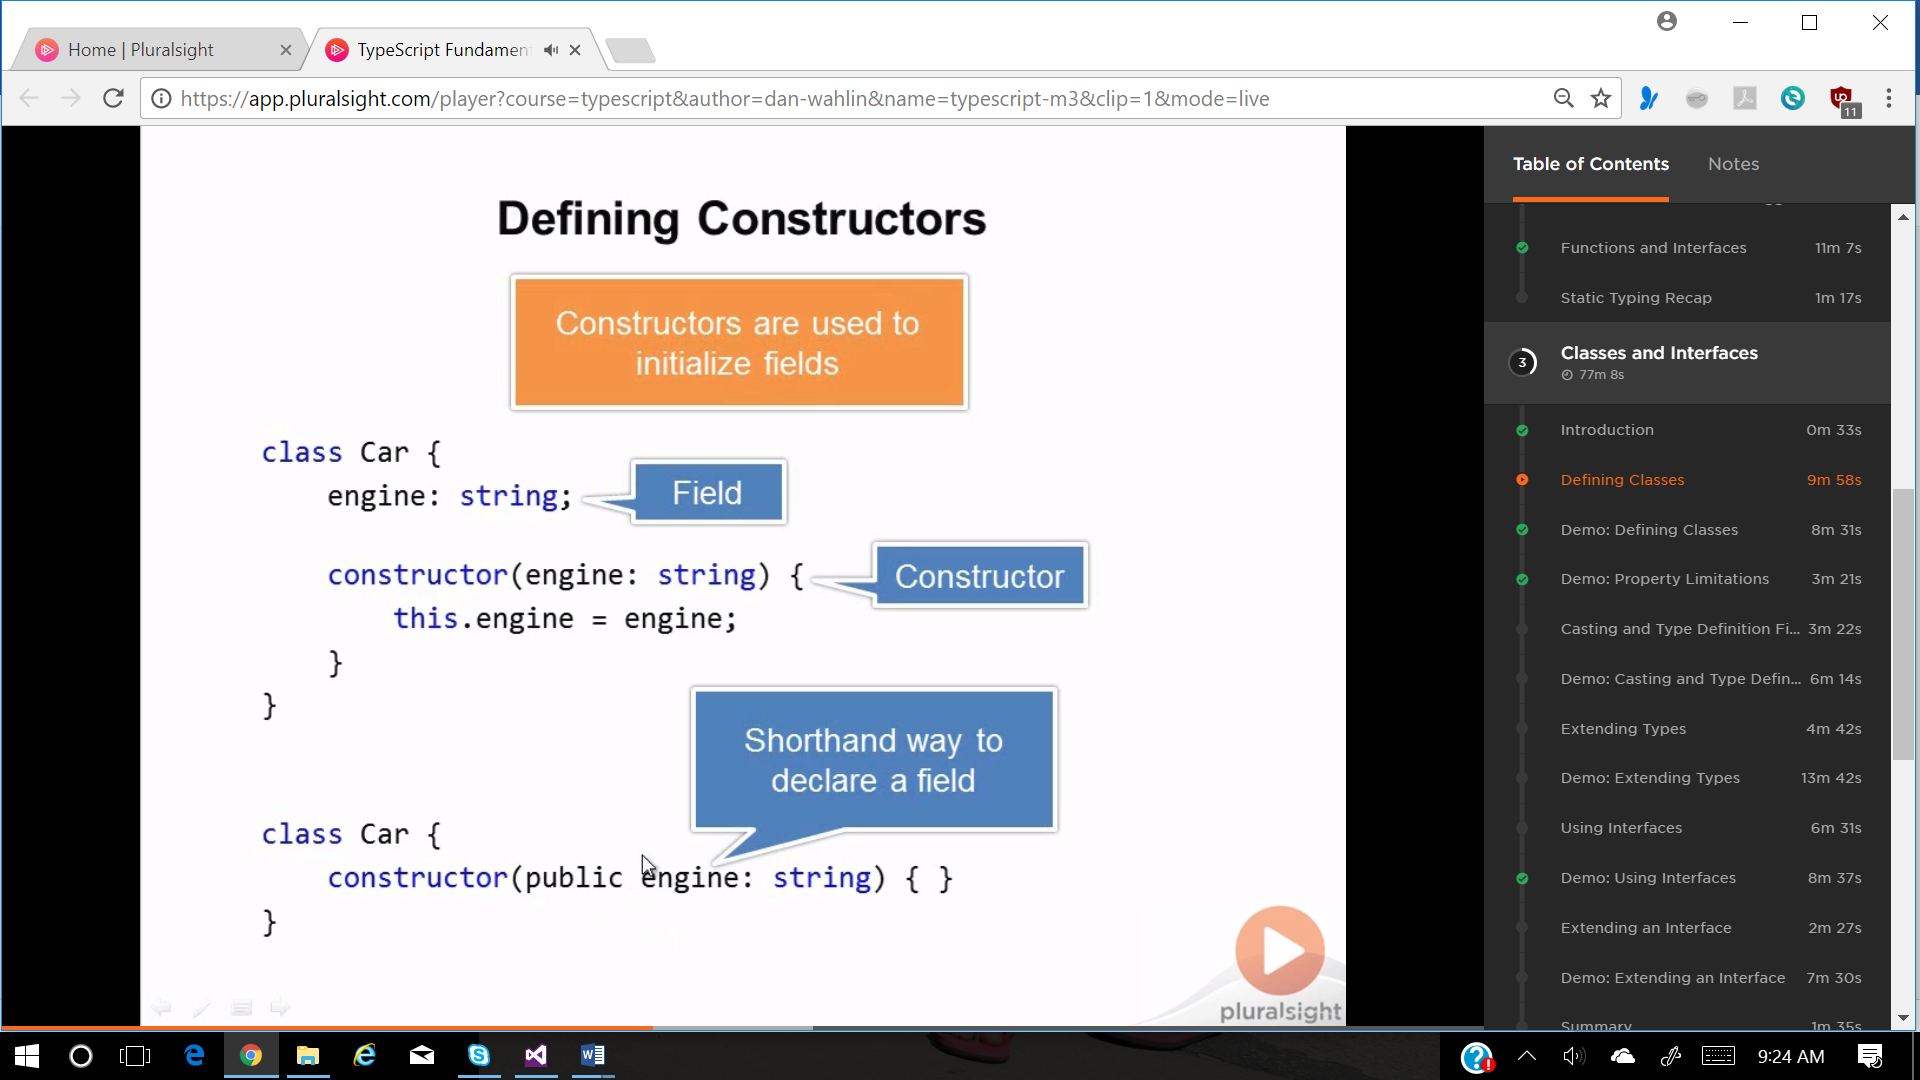 Home | Pluralsight
TypeScript Fundamen
https://app.pluralsight.com/player?course=typescript&author=dan-wahlin&name=typescript-m3&clip=1&mode=live
11
Defining Constructors
Constructors are used to
initialize fields
class Car {
engine: string;
Field
constructor(engine: string) {
Constructor
this.engine = engine;
}
}
Shorthand way to
declare a field
class Car {
constructor(public engine: string) { }
}
pluralsight
Table of Contents
Notes
Functions and Interfaces 11m 7s
Static Typing Recap 1m 17s
3
Classes and Interfaces
77m 8s
Introduction 0m 33s
Defining Classes 9m 58s
Demo: Defining Classes 8m 31s
Demo: Property Limitations 3m 21s
Casting and Type Definition Fi... 3m 22s
Demo: Casting and Type Defin... 6m 14s
Extending Types 4m 42s
Demo: Extending Types 13m 42s
Using Interfaces 6m 31s
Demo: Using Interfaces 8m 37s
Extending an Interface 2m 27s
Demo: Extending an Interface 7m 30s
Summary 1m 35s
9:24 AM